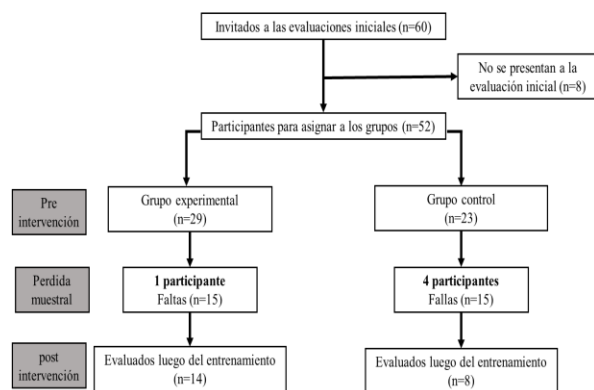 Invitados a las evaluaciones iniciales (n=60)
No se presentan a la
evaluación inicial (n=8)
Participantes para asignar a los grupos (n=52)
Pre
intervención
Grupo experimental
(n=29)
Grupo control
(n=23)
Perdida
muestral
1 participante
Faltas (n=15)
4 participantes
Fallas (n=15)
post
intervención
Evaluados luego del entrenamiento
(n=14)
Evaluados luego del entrenamiento
(n=8)